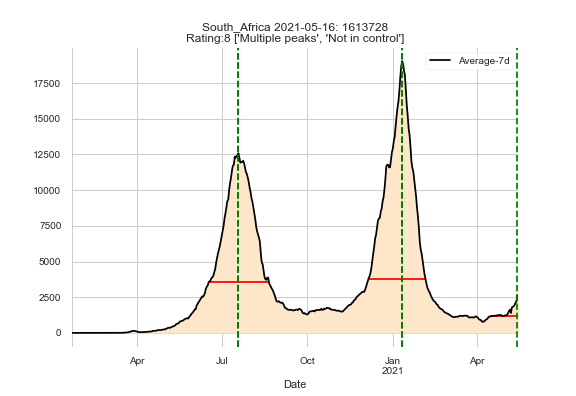 South_Africa 2021-05-16: 1613728
Rating:8 ['Multiple peaks', 'Not in control']
Average-7d
17500
15000
12500
10000
7500
5000
2500
0
Apr Jul Oct Jan Apr
2021
Date